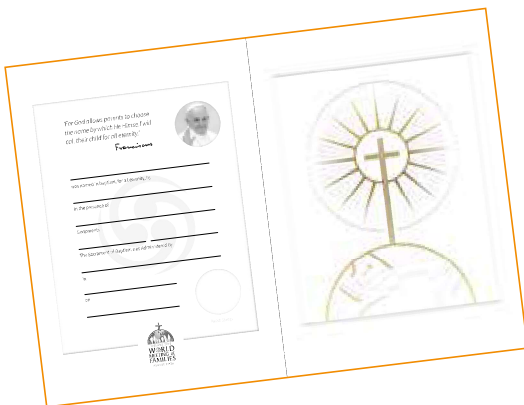 'For God allows parents to choose
the name by which He Himself will
call their child for all eternity.'
Franciscus
in the presence of
Godparents
The Sacrament of Baptism was administered by
in
on
WORLD
MEETING OF
FAMILIES